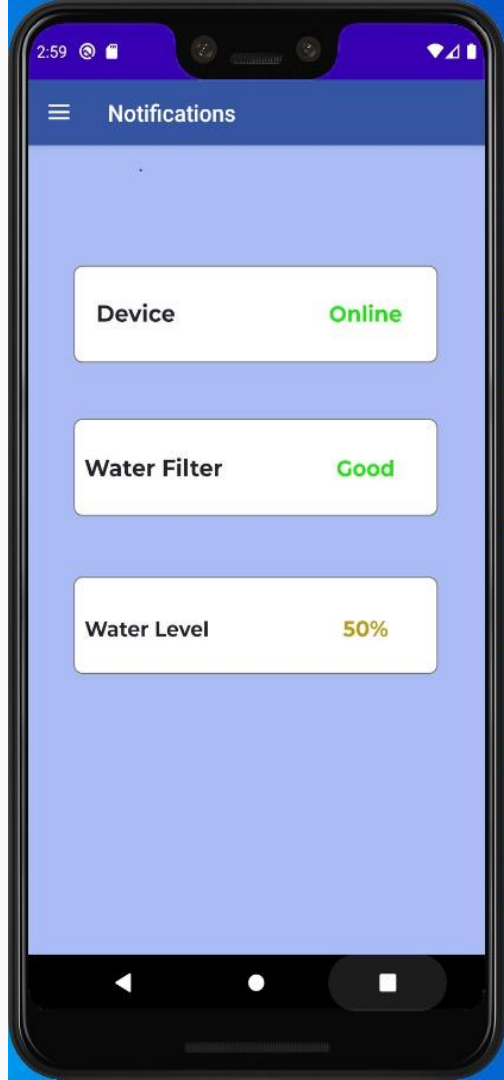 2:59
Notifications
Device Online
Water Filter Good
Water Level 50%